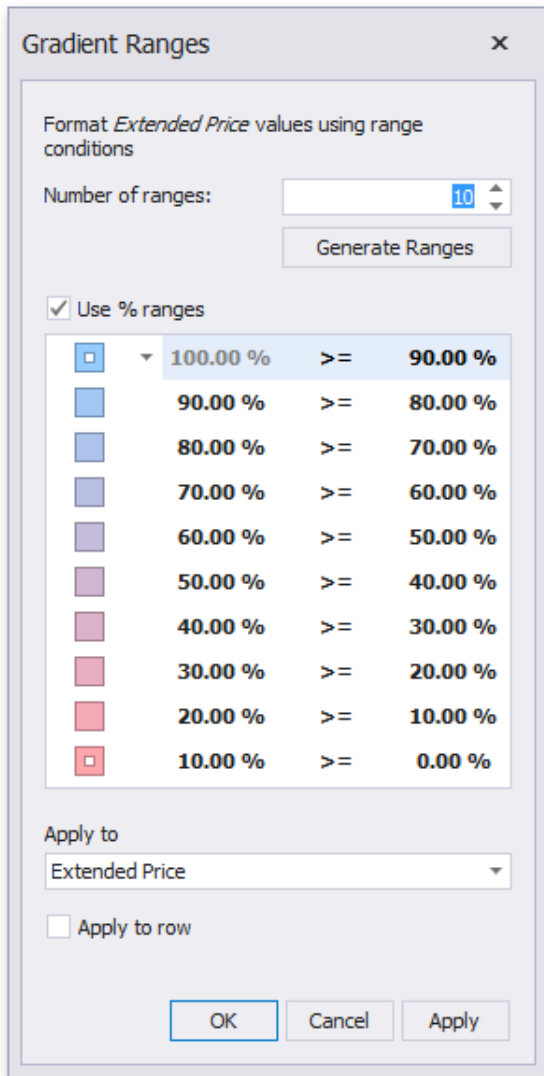 Gradient Ranges
Format Extended Price values using range
conditions
Number of ranges: 10
Generate Ranges
Use % ranges
100.00 % >= 90.00 %
90.00 % >= 80.00 %
80.00 % >= 70.00 %
70.00 % >= 60.00 %
60.00 % >= 50.00 %
50.00 % >= 40.00 %
40.00 % >= 30.00 %
30.00 % >= 20.00 %
20.00 % >= 10.00 %
10.00 % >= 0.00 %
Apply to
Extended Price
Apply to row
OK Cancel Apply